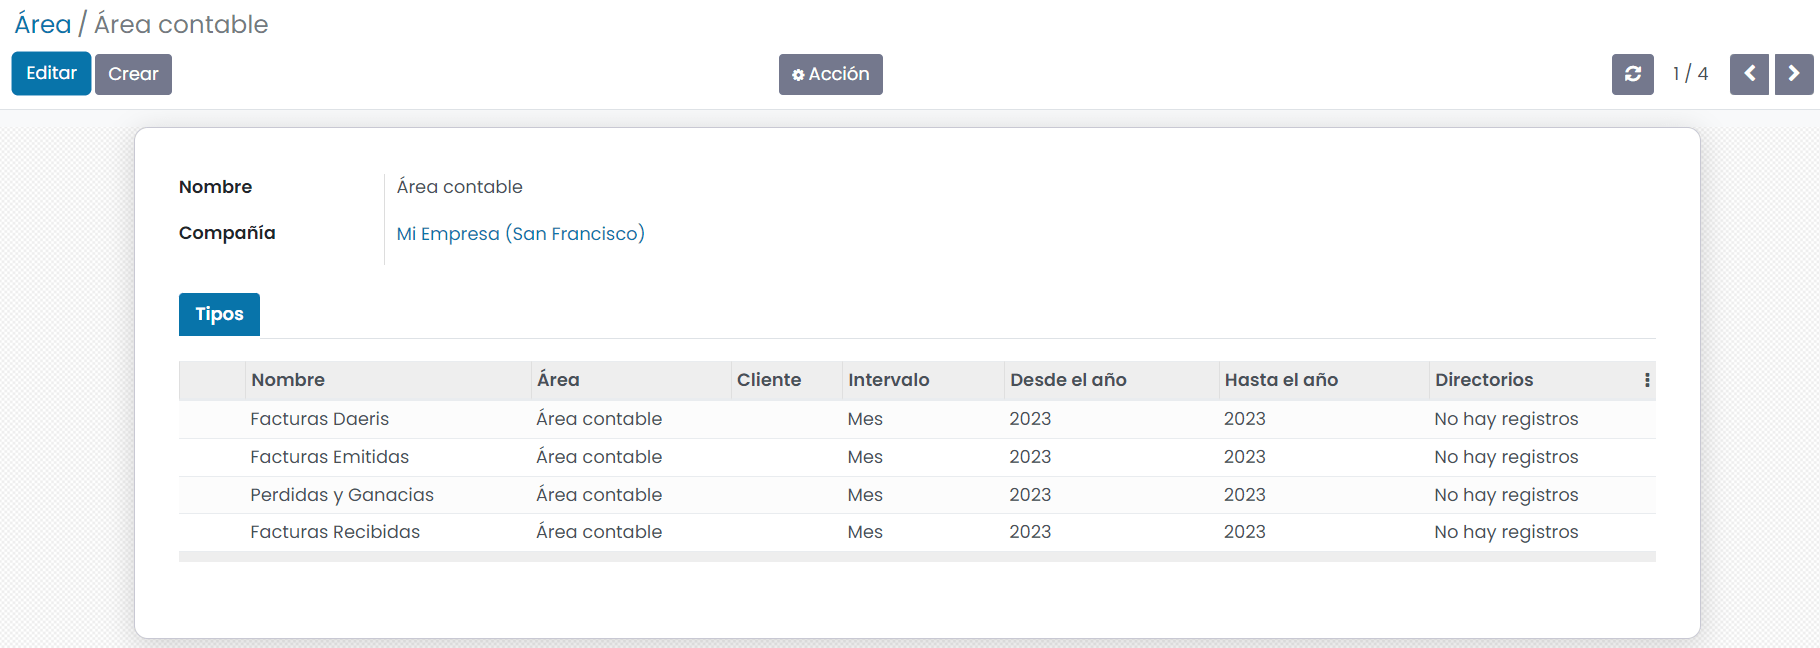 Área / Área contable
Editar Crear Acción 1 / 4
Nombre Área contable
Compañía Mi Empresa (San Francisco)
Tipos
Nombre Área Cliente Intervalo Desde el año Hasta el año Directorios
Facturas Daeris Área contable Mes 2023 2023 No hay registros
Facturas Emitidas Área contable Mes 2023 2023 No hay registros
Perdidas y Ganacias Área contable Mes 2023 2023 No hay registros
Facturas Recibidas Área contable Mes 2023 2023 No hay registros